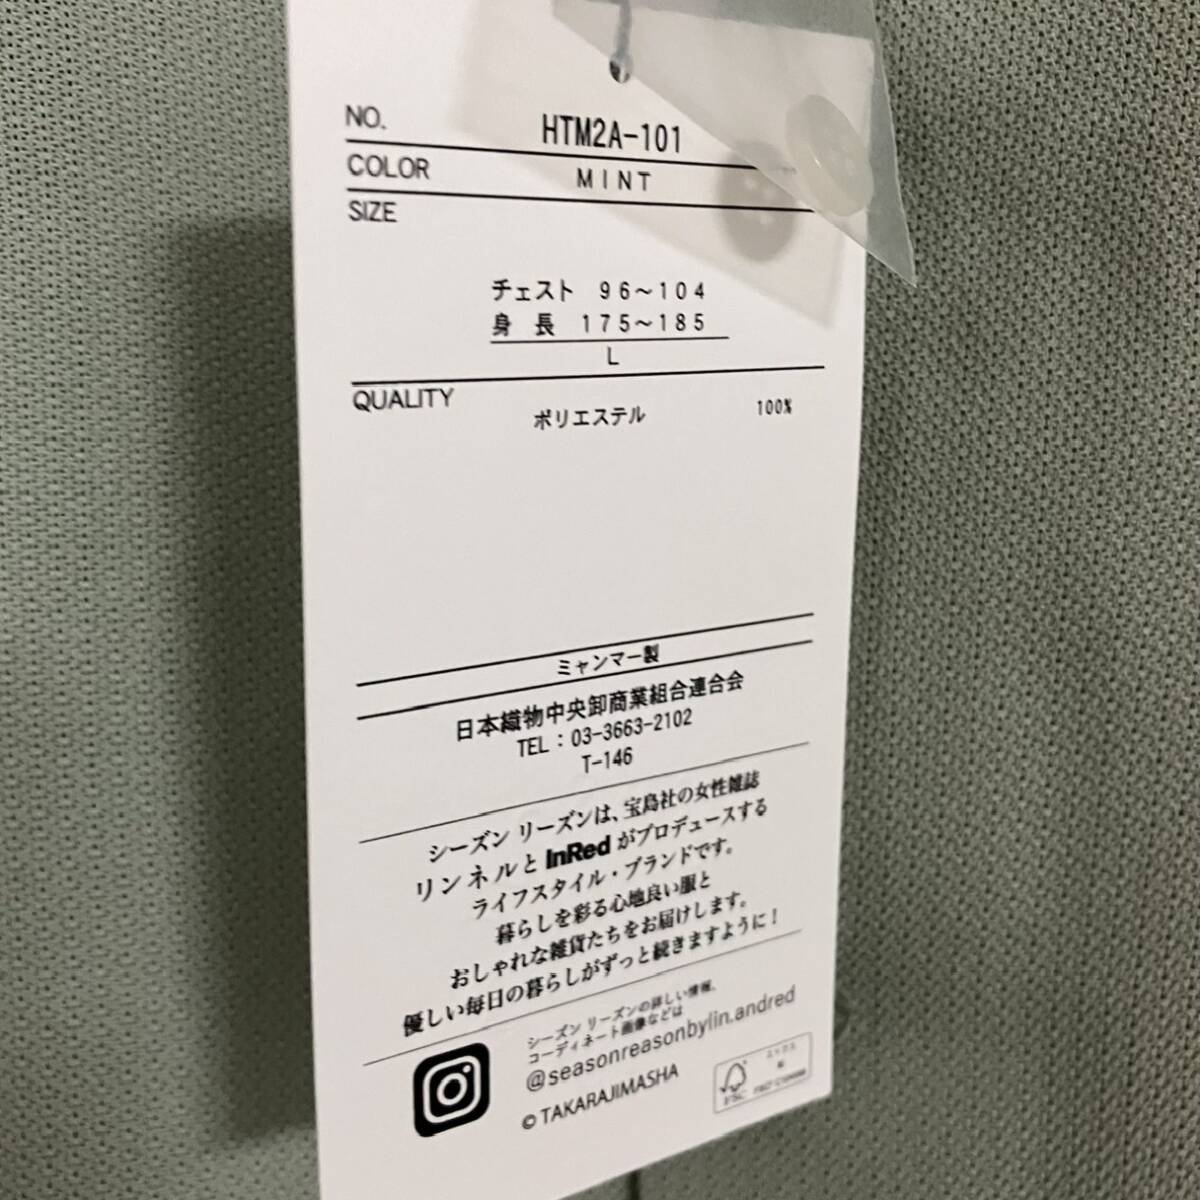 NO. HTM2A-101
COLOR MINT
SIZE
チェスト 96～104
身長 175～185
L
QUALITY
ポリエステル 100%
ミャンマー製
日本織物中央卸商業組合連合会
TEL：03-3663-2102
T-146
シーズン リーズンは、宝島社の女性雑誌
リンネルと InRed がプロデュースする
ライフスタイル・ブランドです。
暮らしを彩る心地良い服と
おしゃれな雑貨たちをお届けします。
優しい毎日の暮らしがずっと続きますように！
シーズン リーズンの詳しい情報、
コーディネート画像などは
@seasonreasonbylin.andred
©TAKARAJIMASHA
FSC
ミックス
紙